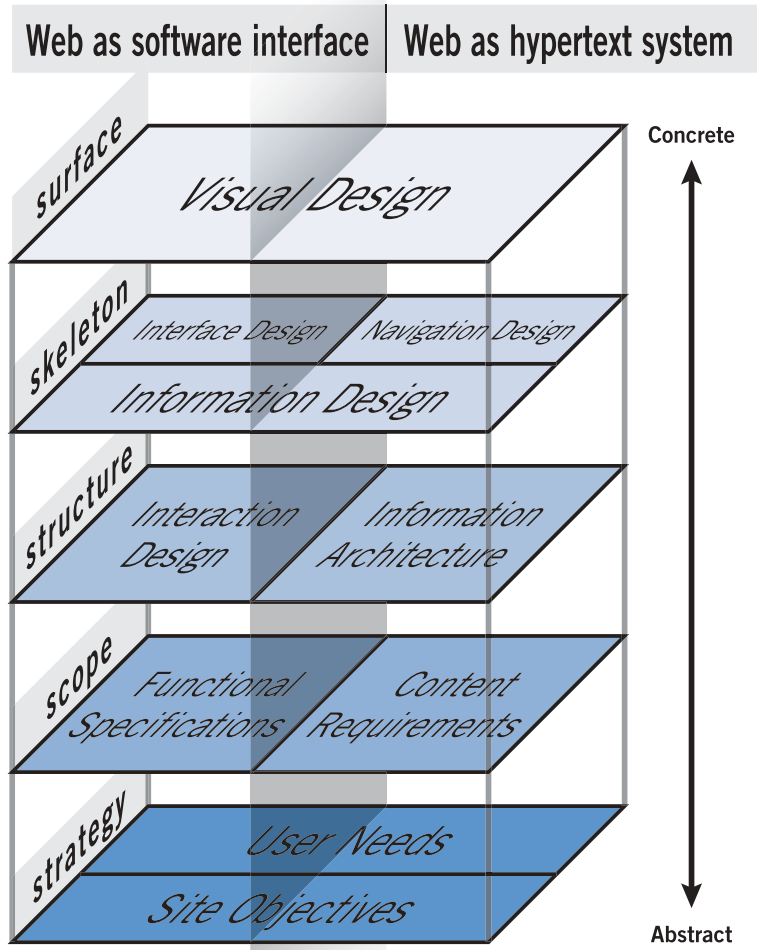 Web as software interface
Web as hypertext system
Concrete
surface
Visual Design
skeleton
Interface Design
Navigation Design
Information Design
structure
Interaction
Design
Information
Architecture
scope
Functional
Specifications
Content
Requirements
strategy
User Needs
Site Objectives
Abstract